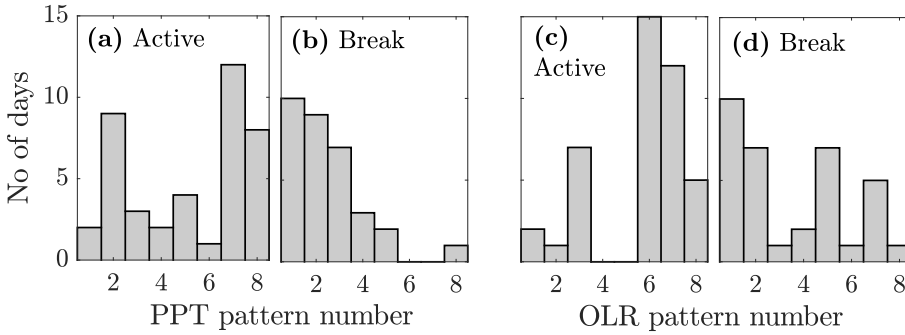 15
10
5
0
No of days
(a) Active
(b) Break
(c)
Active
(d) Break
2 4 6 8
2 4 6 8
2 4 6 8
2 4 6 8
PPT pattern number
OLR pattern number